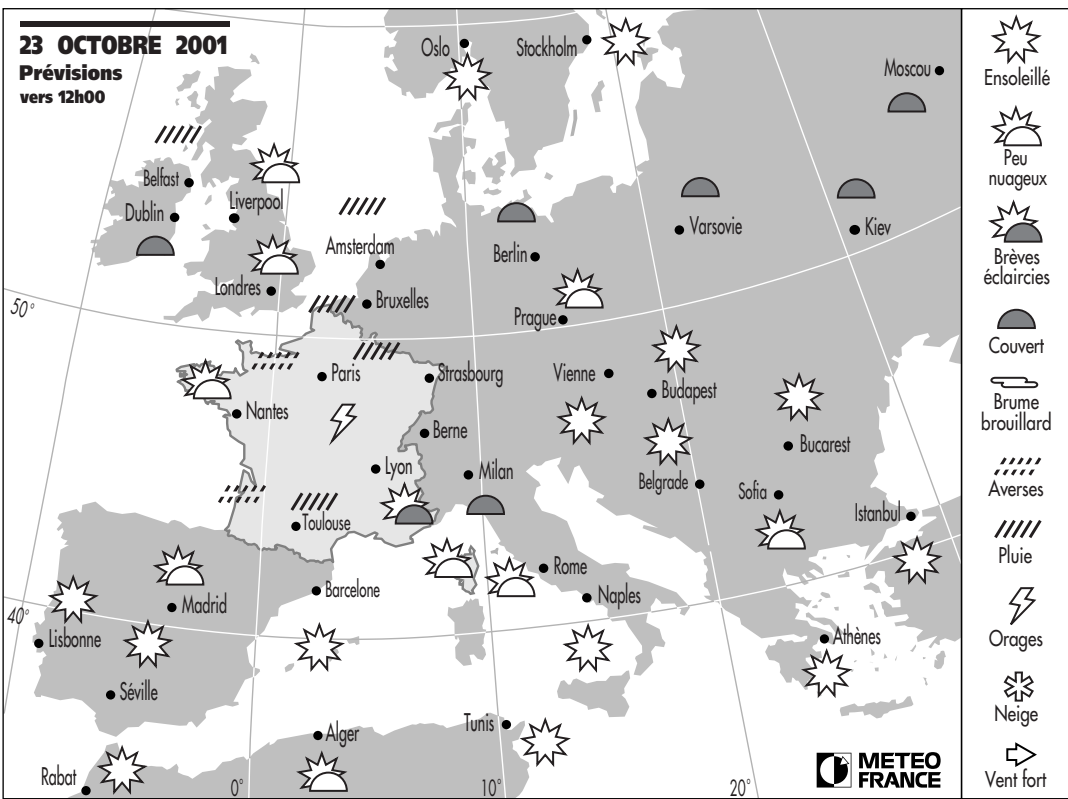 23 OCTOBRE 2001
Prévisions
vers 12h00
Oslo
Stockholm
Moscou
Belfast
Dublin
Liverpool
Amsterdam
Londres
Bruxelles
Berlin
Varsovie
Kiev
50°
Prague
Paris
Strasbourg
Vienne
Budapest
Nantes
Berne
Bucarest
Lyon
Milan
Belgrade
Sofia
Istanbul
Toulouse
Rome
Barcelone
Naples
Madrid
40°
Lisbonne
Athènes
Séville
Alger
Tunis
Rabat
0°
10°
20°
METEO
FRANCE
Ensoleillé
Peu
nuageux
Brèves
éclaircies
Couvert
Brume
brouillard
Averses
Pluie
Orages
Neige
Vent fort